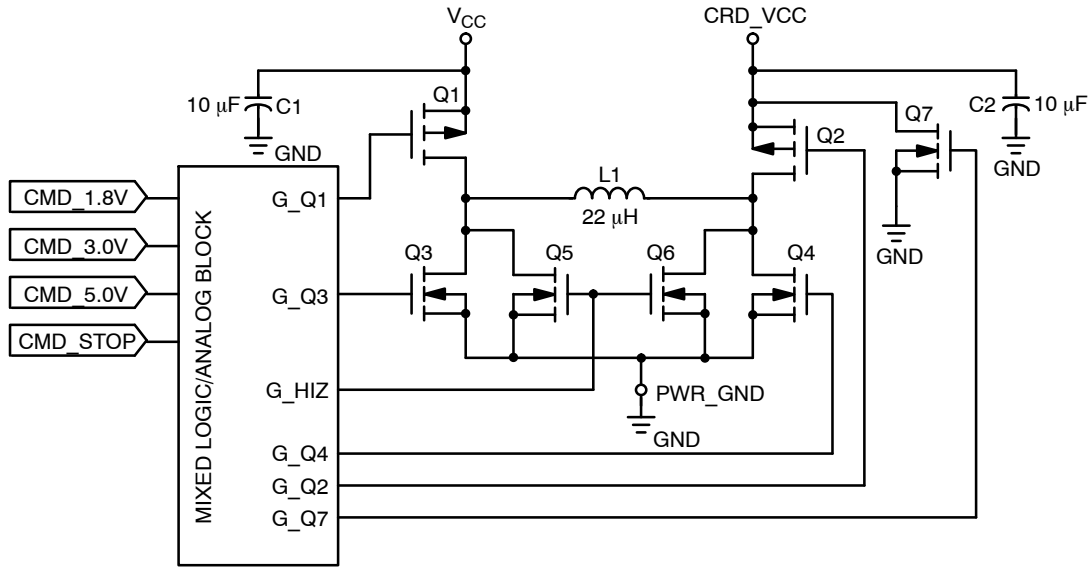 VCC
CRD_VCC
Q1
10 μF
C1
GND
Q2
Q7
C2
10 μF
GND
MIXED LOGIC/ANALOG BLOCK
CMD_1.8V
CMD_3.0V
CMD_5.0V
CMD_STOP
G_Q1
L1
22 μH
GND
Q3
Q5
Q6
Q4
G_Q3
G_HIZ
PWR_GND
GND
G_Q4
G_Q2
G_Q7